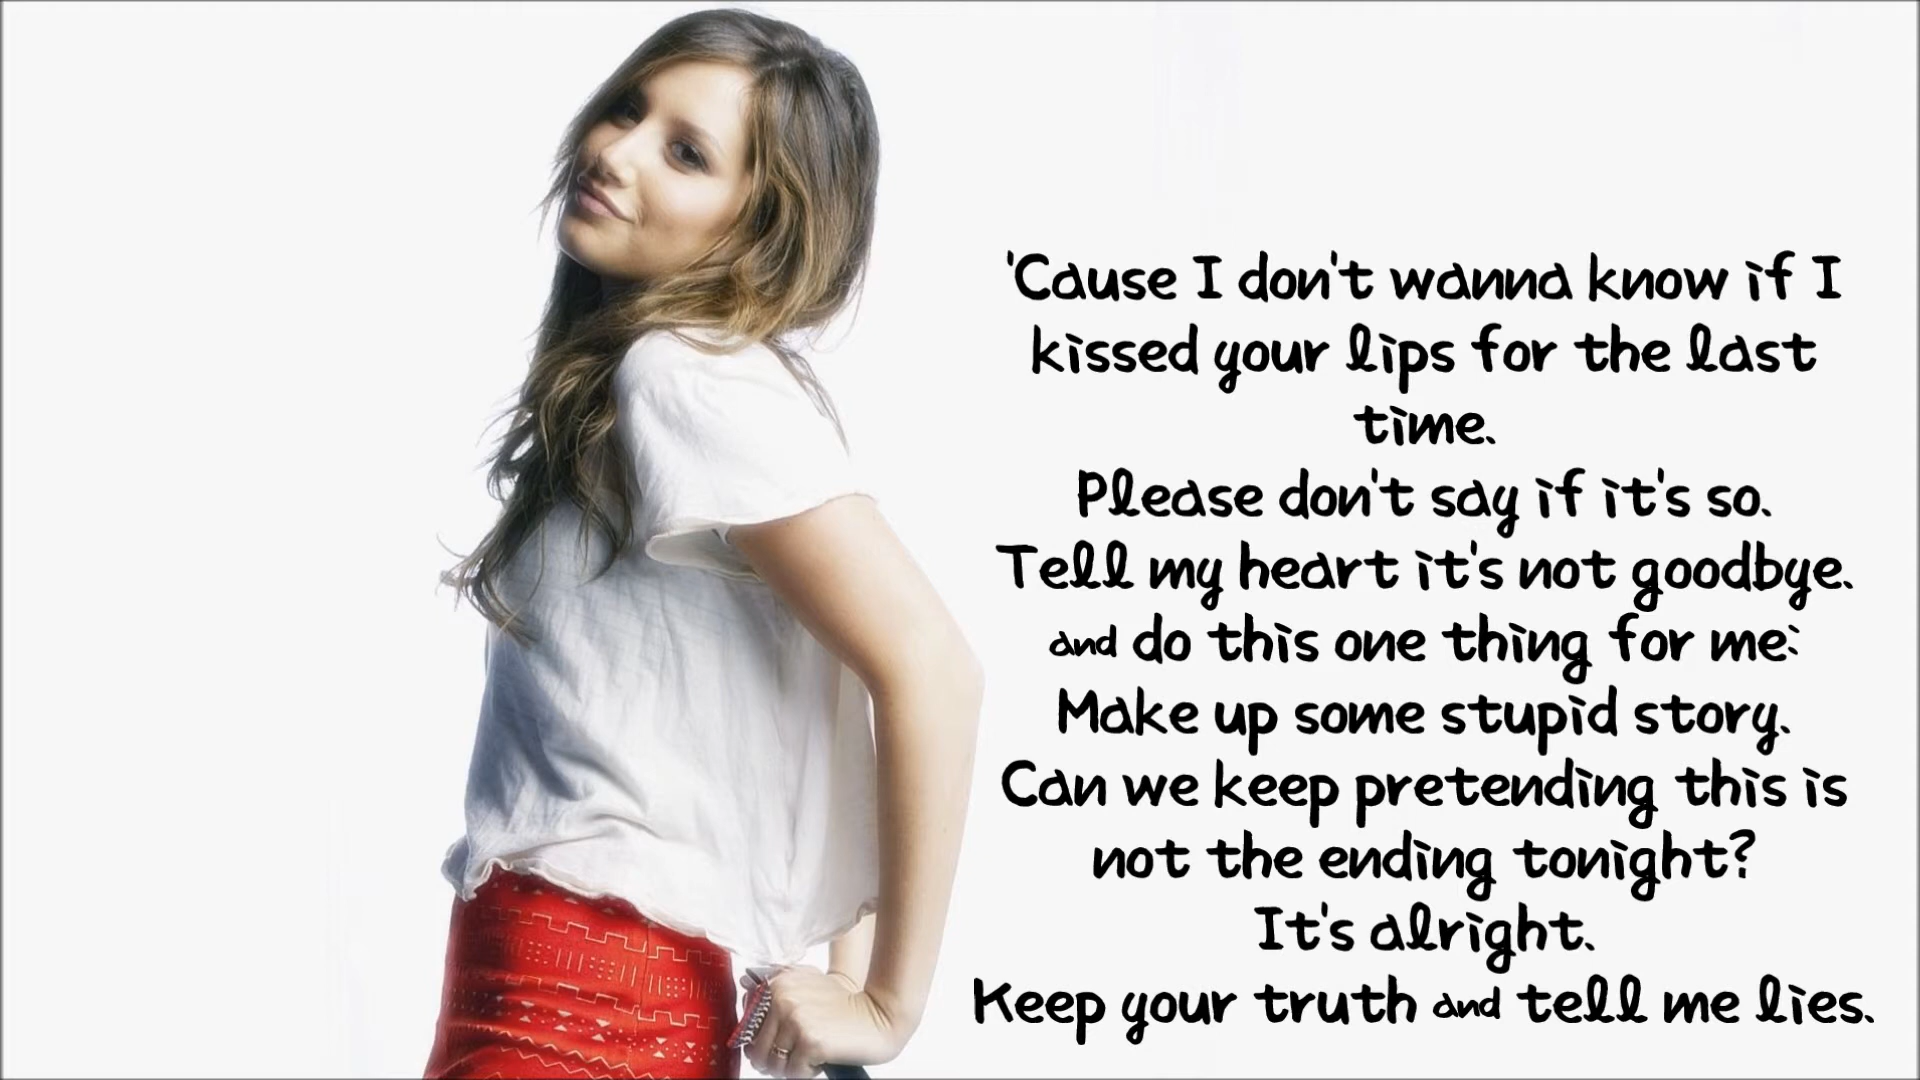 'Cause I don't wanna know if I
kissed your lips for the last
time.
Please don't say if it's so.
Tell my heart it's not goodbye.
and do this one thing for me:
Make up some stupid story.
Can we keep pretending this is
not the ending tonight?
It's alright.
Keep your truth and tell me lies.